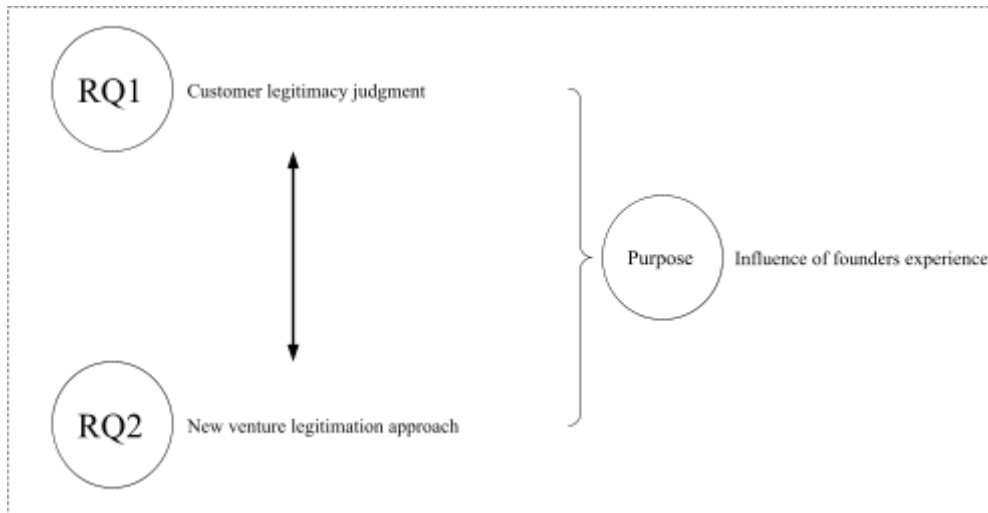 RQ1
Customer legitimacy judgment
Purpose
Influence of founders experience
RQ2
New venture legitimation approach